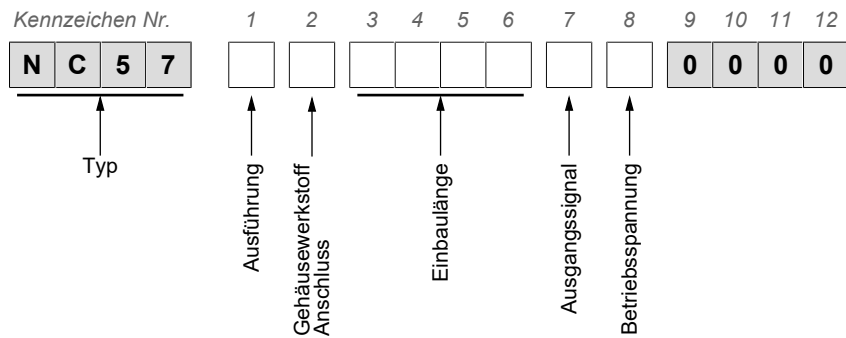 Kennzeichen Nr. 1 2 3 4 5 6 7 8 9 10 11 12
N C 5 7 0 0 0 0
Typ
Ausführung
Gehäusewerkstoff
Anschluss
Einbaulänge
Ausgangssignal
Betriebsspannung